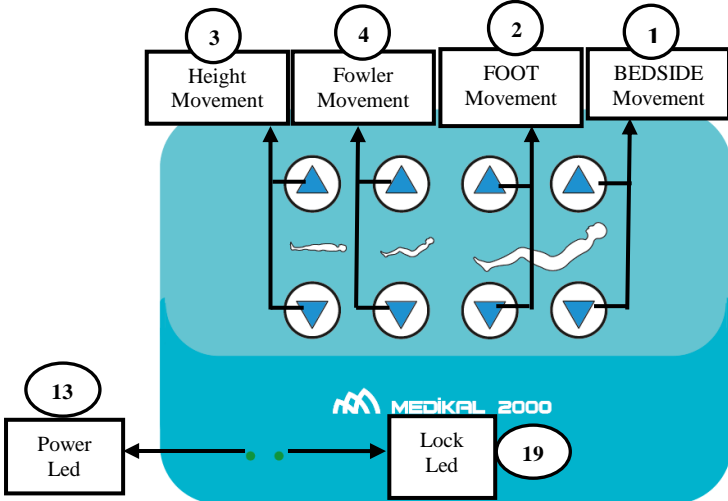 3
4
2
1
Height
Movement
Fowler
Movement
FOOT
Movement
BEDSIDE
Movement
MEDİKAL 2000
13
Power
Led
Lock
Led
19